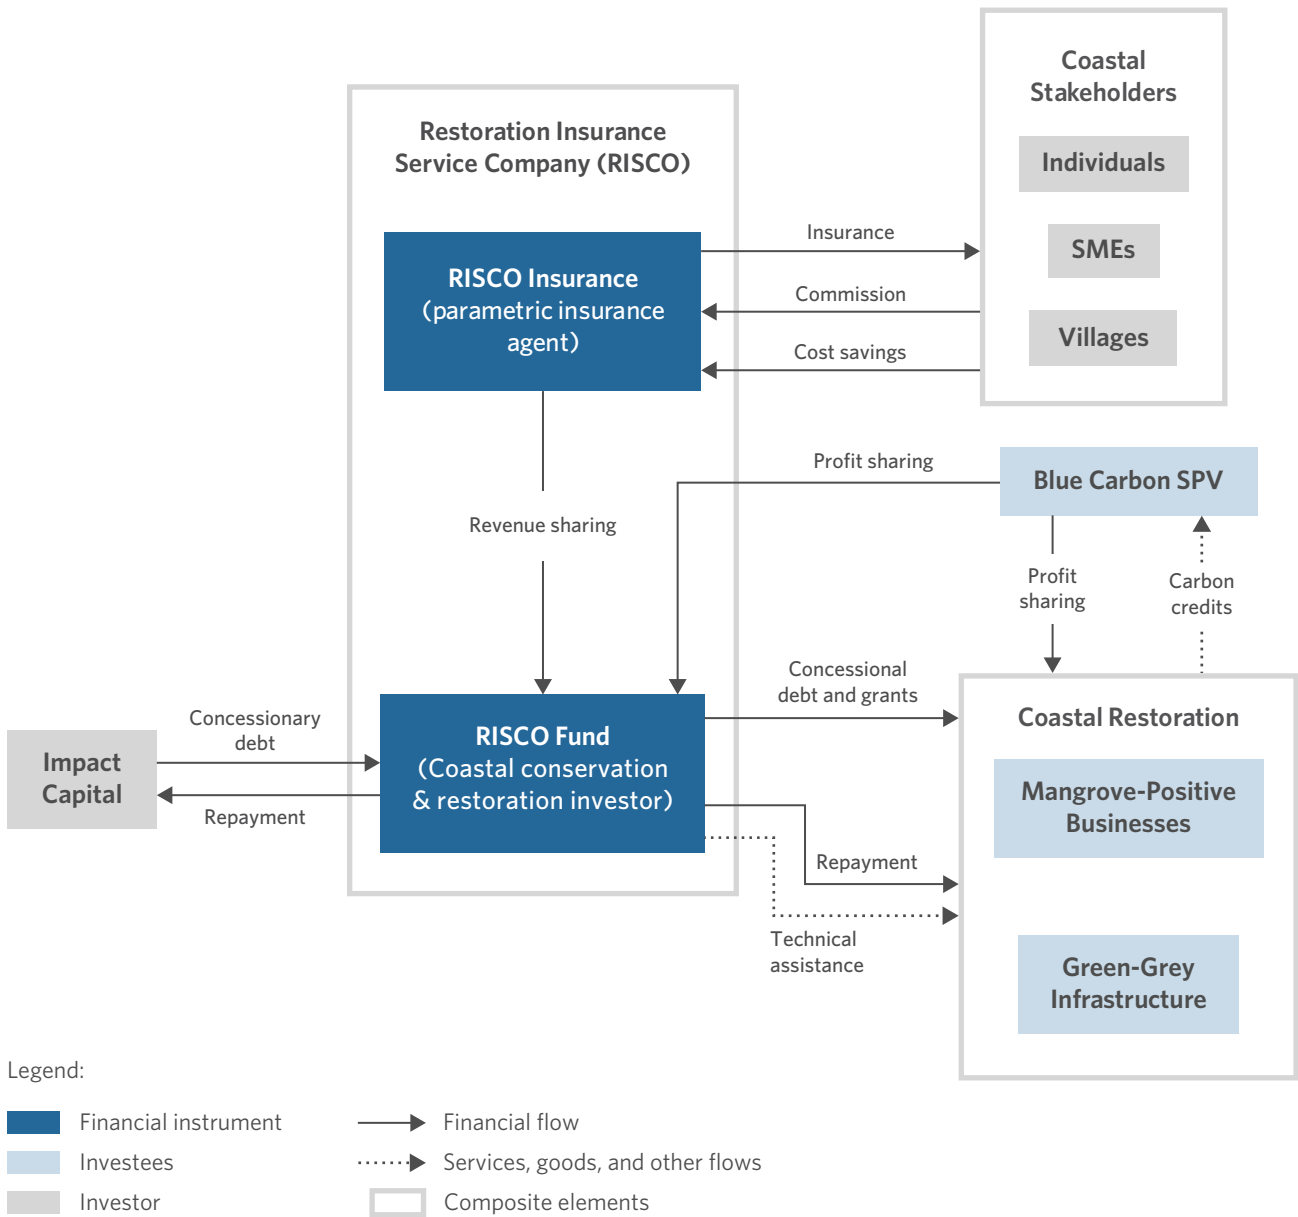 Coastal
Stakeholders
Individuals
SMEs
Villages
Restoration Insurance
Service Company (RISCO)
RISCO Insurance
(parametric insurance
agent)
Insurance
Commission
Cost savings
Profit sharing
Blue Carbon SPV
Revenue sharing
Profit
sharing
Carbon
credits
Impact
Capital
Concessionary
debt
Repayment
RISCO Fund
(Coastal conservation
& restoration investor)
Concessional
debt and grants
Repayment
Technical
assistance
Coastal Restoration
Mangrove-Positive
Businesses
Green-Grey
Infrastructure
Legend:
Financial instrument
Investees
Investor
Financial flow
Services, goods, and other flows
Composite elements